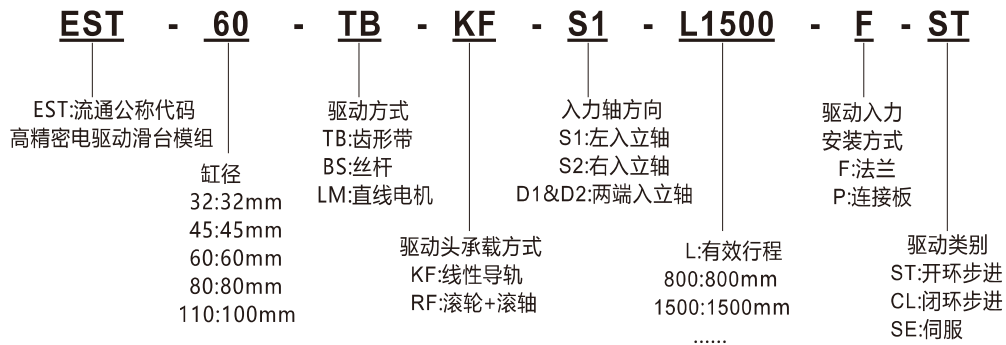 EST - 60 - TB - KF - S1 - L1500 - F - ST
EST:流通公称代码
高精密电驱动滑台模组
缸径
32:32mm
45:45mm
60:60mm
80:80mm
110:100mm
驱动方式
TB:齿形带
BS:丝杆
LM:直线电机
驱动头承载方式
KF:线性导轨
RF:滚轮+滚轴
入力轴方向
S1:左入立轴
S2:右入立轴
D1&D2:两端入立轴
L:有效行程
800:800mm
1500:1500mm
......
驱动入力
安装方式
F:法兰
P:连接板
驱动类别
ST:开环步进
CL:闭环步进
SE:伺服